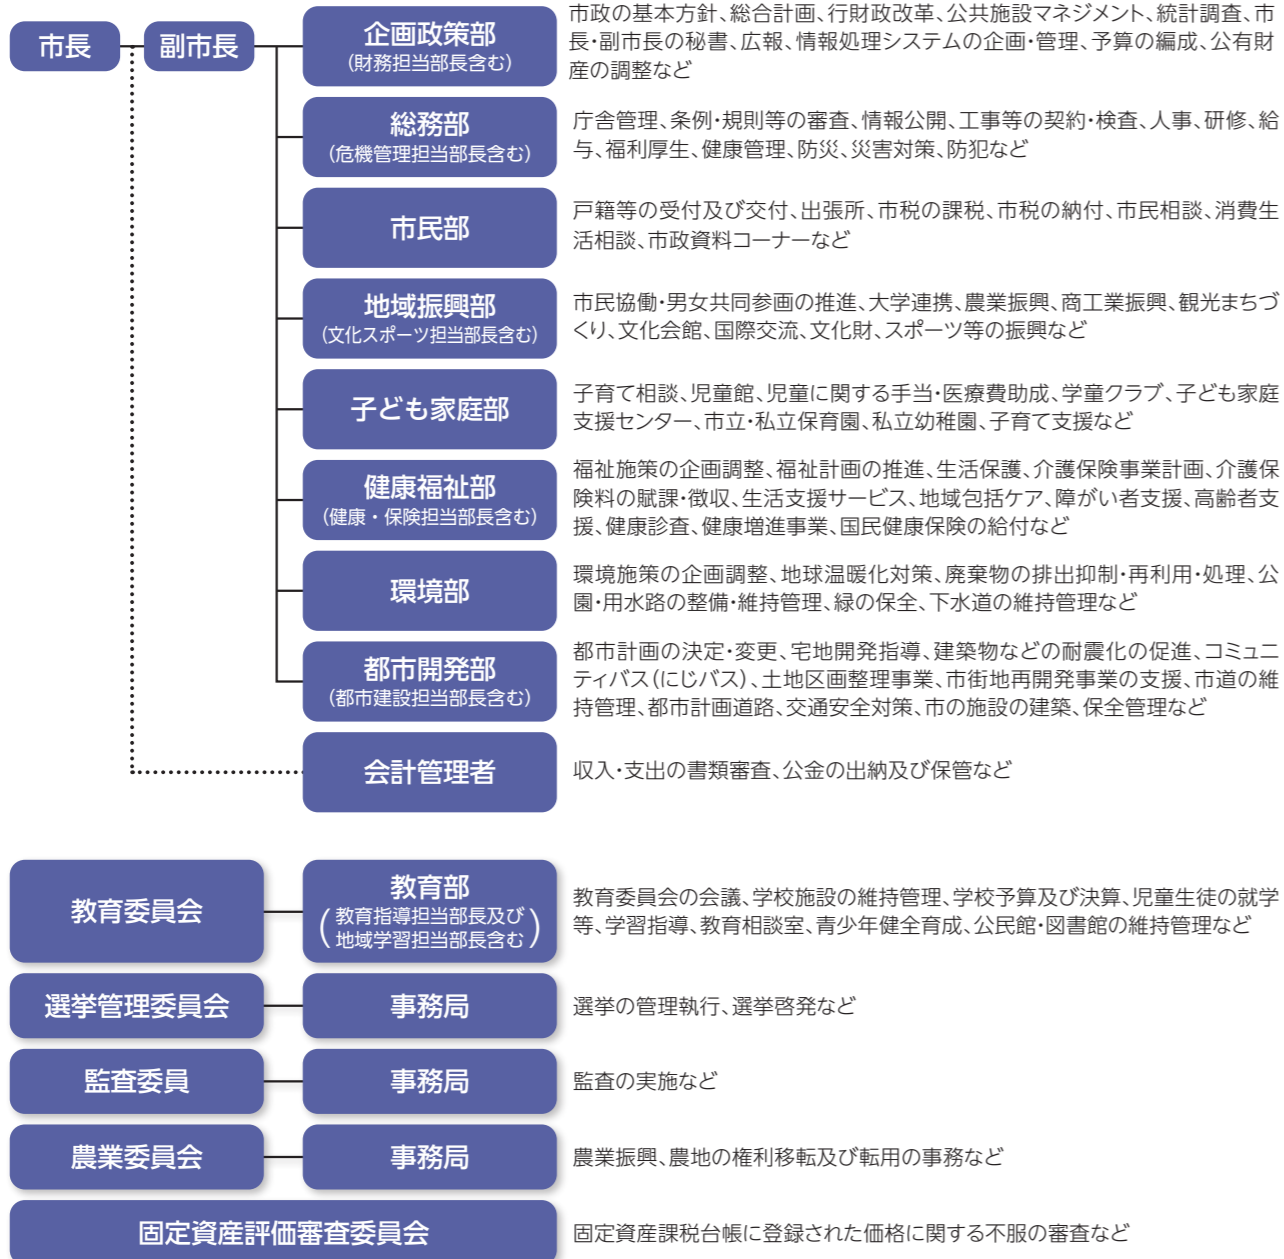 市長
副市長
企画政策部
(財務担当部長含む)
市政の基本方針、総合計画、行財政改革、公共施設マネジメント、統計調査、市
長・副市長の秘書、広報、情報処理システムの企画・管理、予算の編成、公有財
産の調整など
総務部
(危機管理担当部長含む)
庁舎管理、条例・規則等の審査、情報公開、工事等の契約・検査、人事、研修、給
与、福利厚生、健康管理、防災、災害対策、防犯など
市民部
戸籍等の受付及び交付、出張所、市税の課税、市税の納付、市民相談、消費生
活相談、市政資料コーナーなど
地域振興部
(文化スポーツ担当部長含む)
市民協働・男女共同参画の推進、大学連携、農業振興、商工業振興、観光まちづ
くり、文化会館、国際交流、文化財、スポーツ等の振興など
子ども家庭部
子育て相談、児童館、児童に関する手当・医療費助成、学童クラブ、子ども家庭
支援センター、市立・私立保育園、私立幼稚園、子育て支援など
健康福祉部
(健康・保険担当部長含む)
福祉施策の企画調整、福祉計画の推進、生活保護、介護保険事業計画、介護保
険料の賦課・徴収、生活支援サービス、地域包括ケア、障がい者支援、高齢者支
援、健康診査、健康増進事業、国民健康保険の給付など
環境部
環境施策の企画調整、地球温暖化対策、廃棄物の排出抑制・再利用・処理、公
園・用水路の整備・維持管理、緑の保全、下水道の維持管理など
都市開発部
(都市建設担当部長含む)
都市計画の決定・変更、宅地開発指導、建築物などの耐震化の促進、コミュニ
ティバス(にじバス)、土地区画整理事業、市街地再開発事業の支援、市道の維
持管理、都市計画道路、交通安全対策、市の施設の建築、保全管理など
会計管理者
収入・支出の書類審査、公金の出納及び保管など
教育委員会
教育部
(教育指導担当部長及び
地域学習担当部長含む)
教育委員会の会議、学校施設の維持管理、学校予算及び決算、児童生徒の就学
等、学習指導、教育相談室、青少年健全育成、公民館・図書館の維持管理など
選挙管理委員会
事務局
選挙の管理執行、選挙啓発など
監査委員
事務局
監査の実施など
農業委員会
事務局
農業振興、農地の権利移転及び転用の事務など
固定資産評価審査委員会
固定資産課税台帳に登録された価格に関する不服の審査など